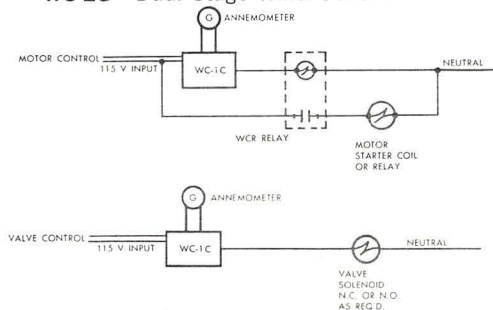 G ANNEMOMETER
MOTOR CONTROL
115 V INPUT
WC-1C
NEUTRAL
WCR RELAY
MOTOR
STARTER COIL
OR RELAY
G ANNEMOMETER
VALVE CONTROL
115 V INPUT
WC-1C
NEUTRAL
VALVE
SOLENOID
N.C. OR N.O.
AS REQ'D.